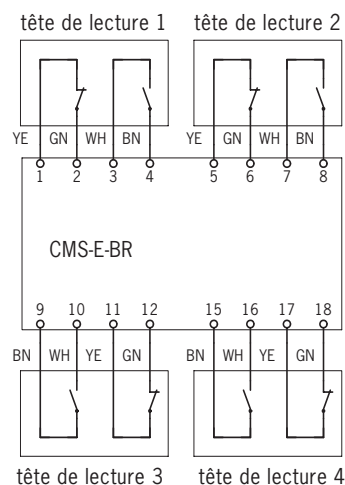 tête de lecture 1 tête de lecture 2
YE GN WH BN YE GN WH BN
1 2 3 4 5 6 7 8
CMS-E-BR
9 10 11 12 15 16 17 18
BN WH YE GN BN WH YE GN
tête de lecture 3 tête de lecture 4